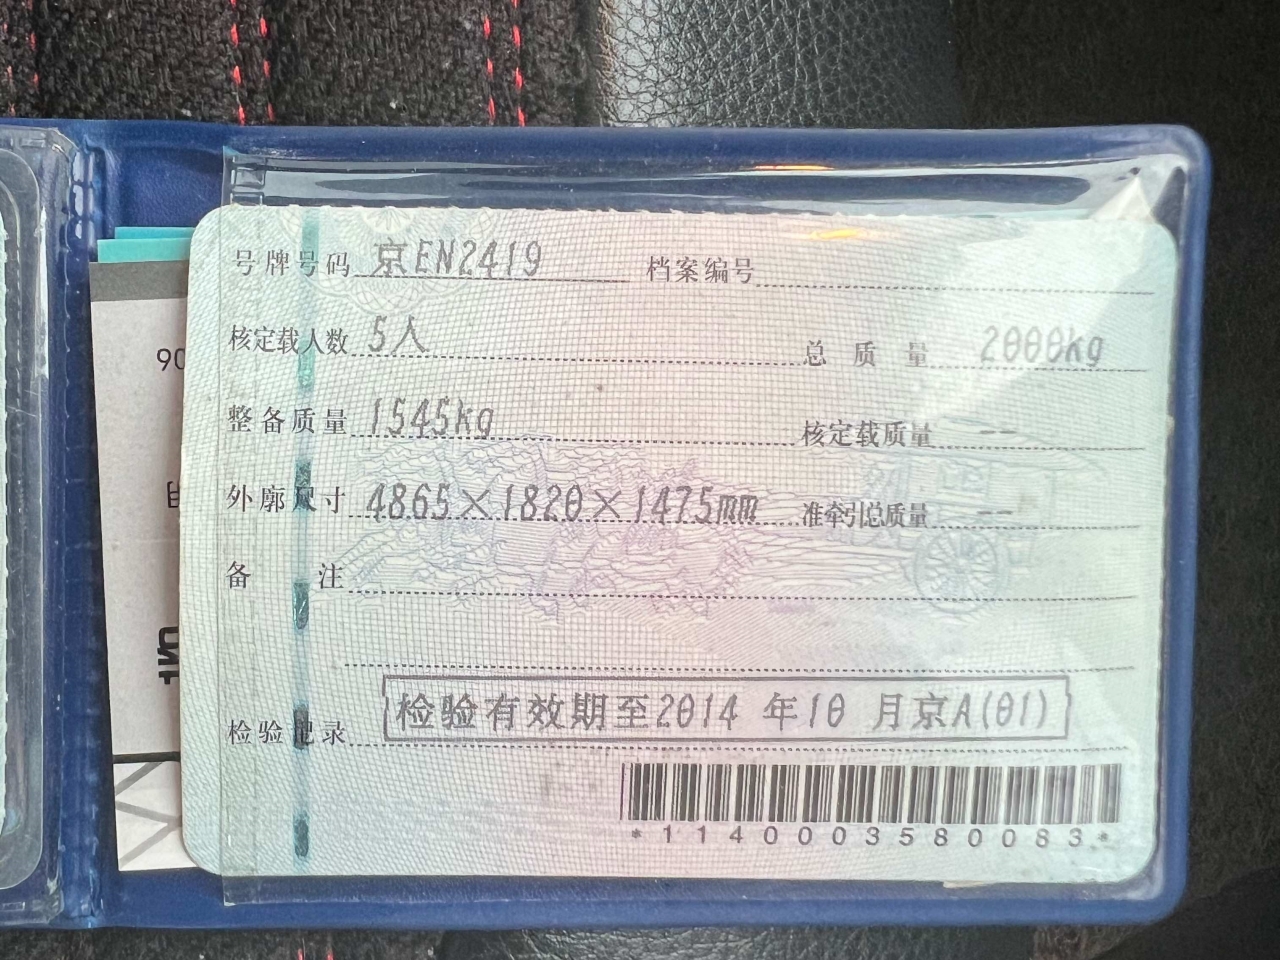 号牌号码 京EN2419 档案编号
核定载人数 5人 总质量 2000kg
整备质量 1545kg 核定载质量 --
外廓尺寸 4865×1820×1475mm 准牵引总质量 --
备注
检验记录 检验有效期至2014 年10 月京A(01)
*1140003580083*
90